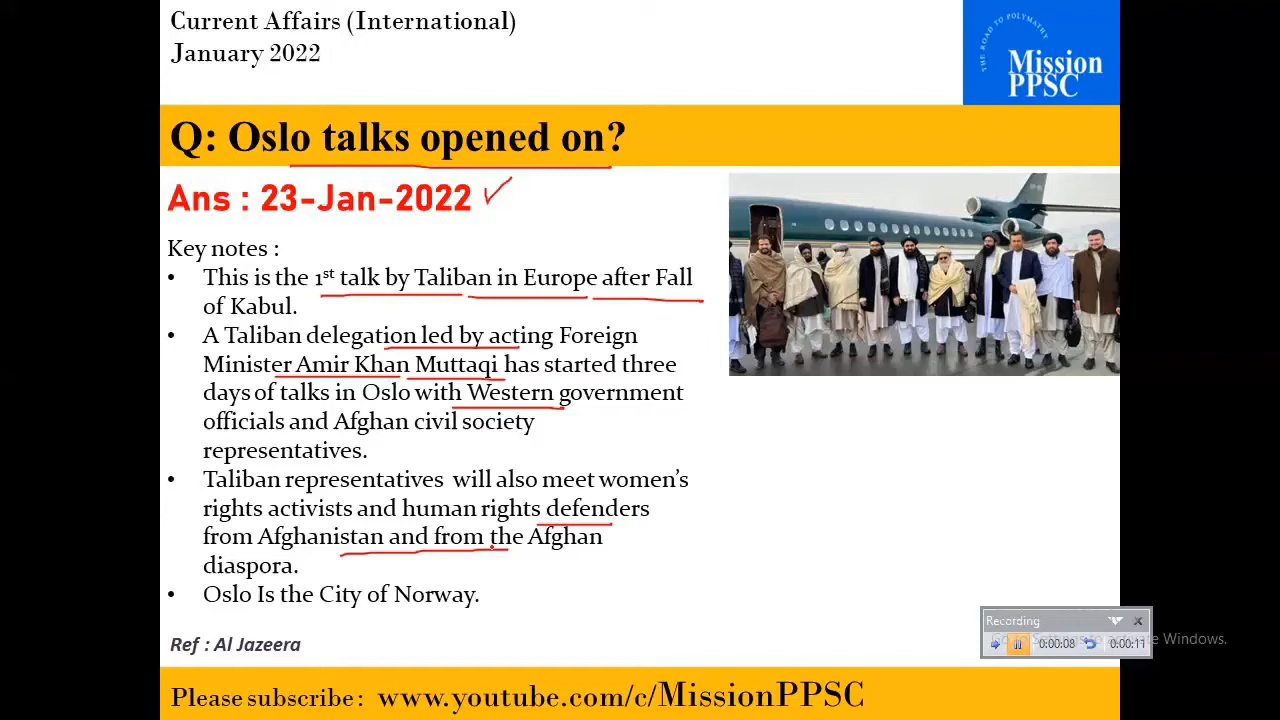 Current Affairs (International)
January 2022
THE ROAD TO POLYMATHY
Mission
PPSC
Q: Oslo talks opened on?
Ans : 23-Jan-2022
Key notes :
• This is the 1st talk by Taliban in Europe after Fall
of Kabul.
• A Taliban delegation led by acting Foreign
Minister Amir Khan Muttaqi has started three
days of talks in Oslo with Western government
officials and Afghan civil society
representatives.
• Taliban representatives will also meet women's
rights activists and human rights defenders
from Afghanistan and from the Afghan
diaspora.
• Oslo Is the City of Norway.
Ref : Al Jazeera
Recording
0:00:08 0:00:11
Settings to activate Windows.
Please subscribe : www.youtube.com/c/MissionPPSC